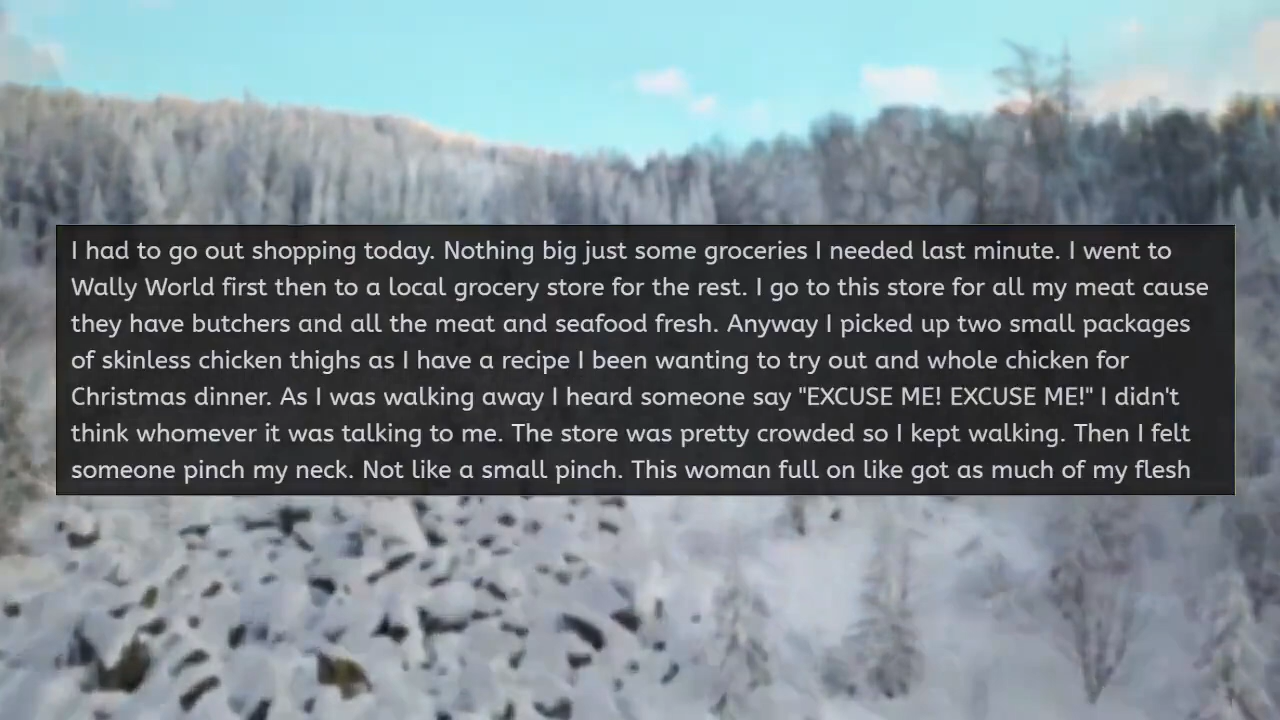 I had to go out shopping today. Nothing big just some groceries I needed last minute. I went to
Wally World first then to a local grocery store for the rest. I go to this store for all my meat cause
they have butchers and all the meat and seafood fresh. Anyway I picked up two small packages
of skinless chicken thighs as I have a recipe I been wanting to try out and whole chicken for
Christmas dinner. As I was walking away I heard someone say "EXCUSE ME! EXCUSE ME!" I didn't
think whomever it was talking to me. The store was pretty crowded so I kept walking. Then I felt
someone pinch my neck. Not like a small pinch. This woman full on like got as much of my flesh